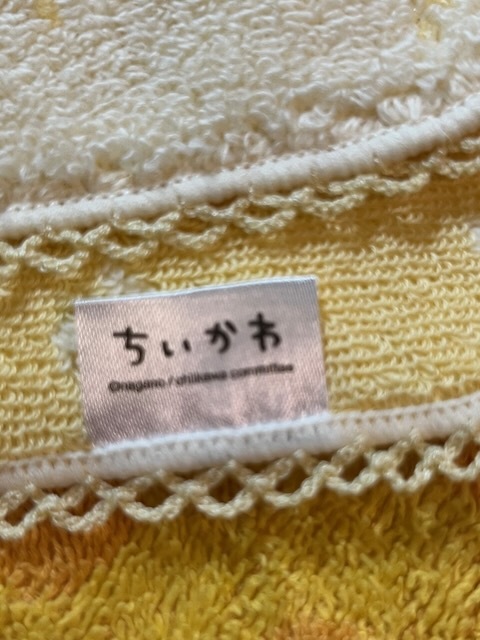 ちいかわ
©nagano / chiikawa committee